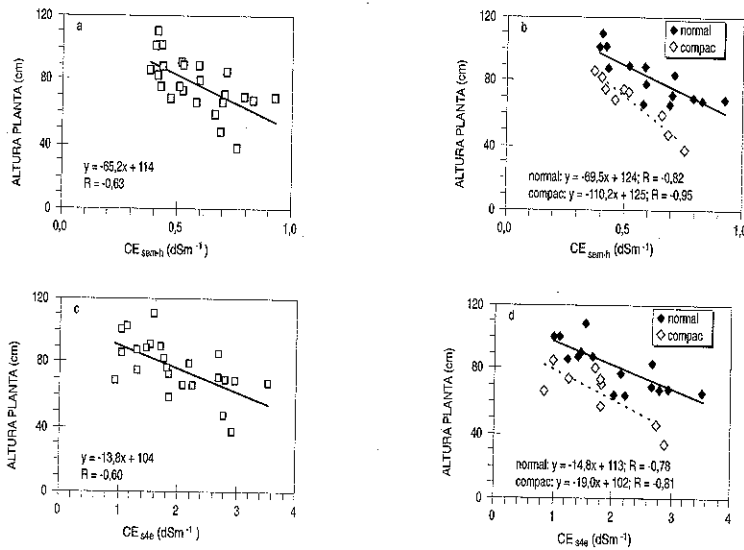 a
ALTURA PLANTA (cm)
120
80
40
0
y = -65,2x + 114
R = -0,63
0
0,5
1,0
CE sem-h (dSm⁻¹)
b
normal
compac
ALTURA PLANTA (cm)
120
80
40
0
normal: y = -69,5x + 124; R = -0,82
compac: y = -110,2x + 125; R = -0,95
0,0
0,5
1,0
CE sem-h (dSm⁻¹)
c
ALTURA PLANTA (cm)
120
80
40
0
y = -13,8x + 104
R = -0,60
0
1
2
3
4
CE s4e (dSm⁻¹)
d
normal
compac
ALTURA PLANTA (cm)
120
80
40
0
normal: y = -14,8x + 113; R = -0,78
compac: y = -19,0x + 102; R = -0,81
0
1
2
3
4
CE s4e (dSm⁻¹)